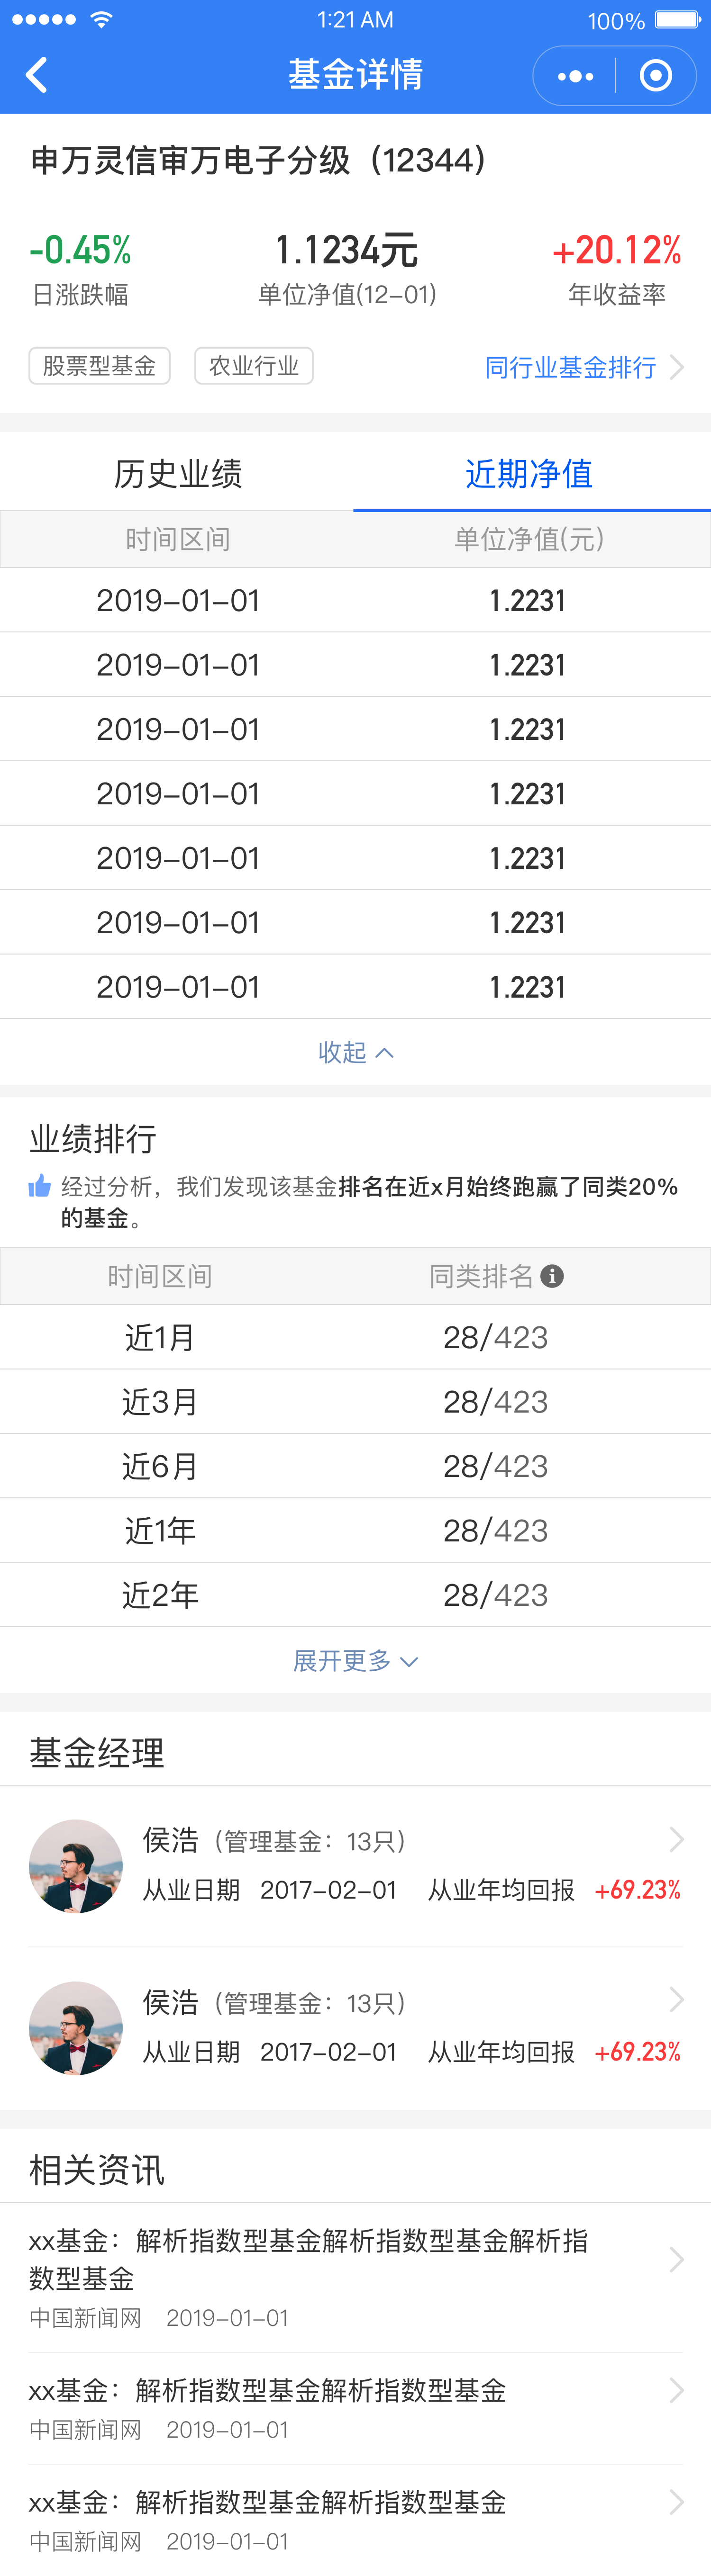 1:21 AM 100%
基金详情
申万灵信审万电子分级（12344）
-0.45% 1.1234元 +20.12%
日涨跌幅 单位净值(12-01) 年收益率
股票型基金 农业行业 同行业基金排行
历史业绩 近期净值
时间区间 单位净值(元)
2019-01-01 1.2231
2019-01-01 1.2231
2019-01-01 1.2231
2019-01-01 1.2231
2019-01-01 1.2231
2019-01-01 1.2231
2019-01-01 1.2231
收起
业绩排行
经过分析，我们发现该基金排名在近x月始终跑赢了同类20%
的基金。
时间区间 同类排名
近1月 28/423
近3月 28/423
近6月 28/423
近1年 28/423
近2年 28/423
展开更多
基金经理
侯浩（管理基金：13只）
从业日期 2017-02-01 从业年均回报 +69.23%
侯浩（管理基金：13只）
从业日期 2017-02-01 从业年均回报 +69.23%
相关资讯
xx基金：解析指数型基金解析指数型基金解析指
数型基金
中国新闻网 2019-01-01
xx基金：解析指数型基金解析指数型基金
中国新闻网 2019-01-01
xx基金：解析指数型基金解析指数型基金
中国新闻网 2019-01-01